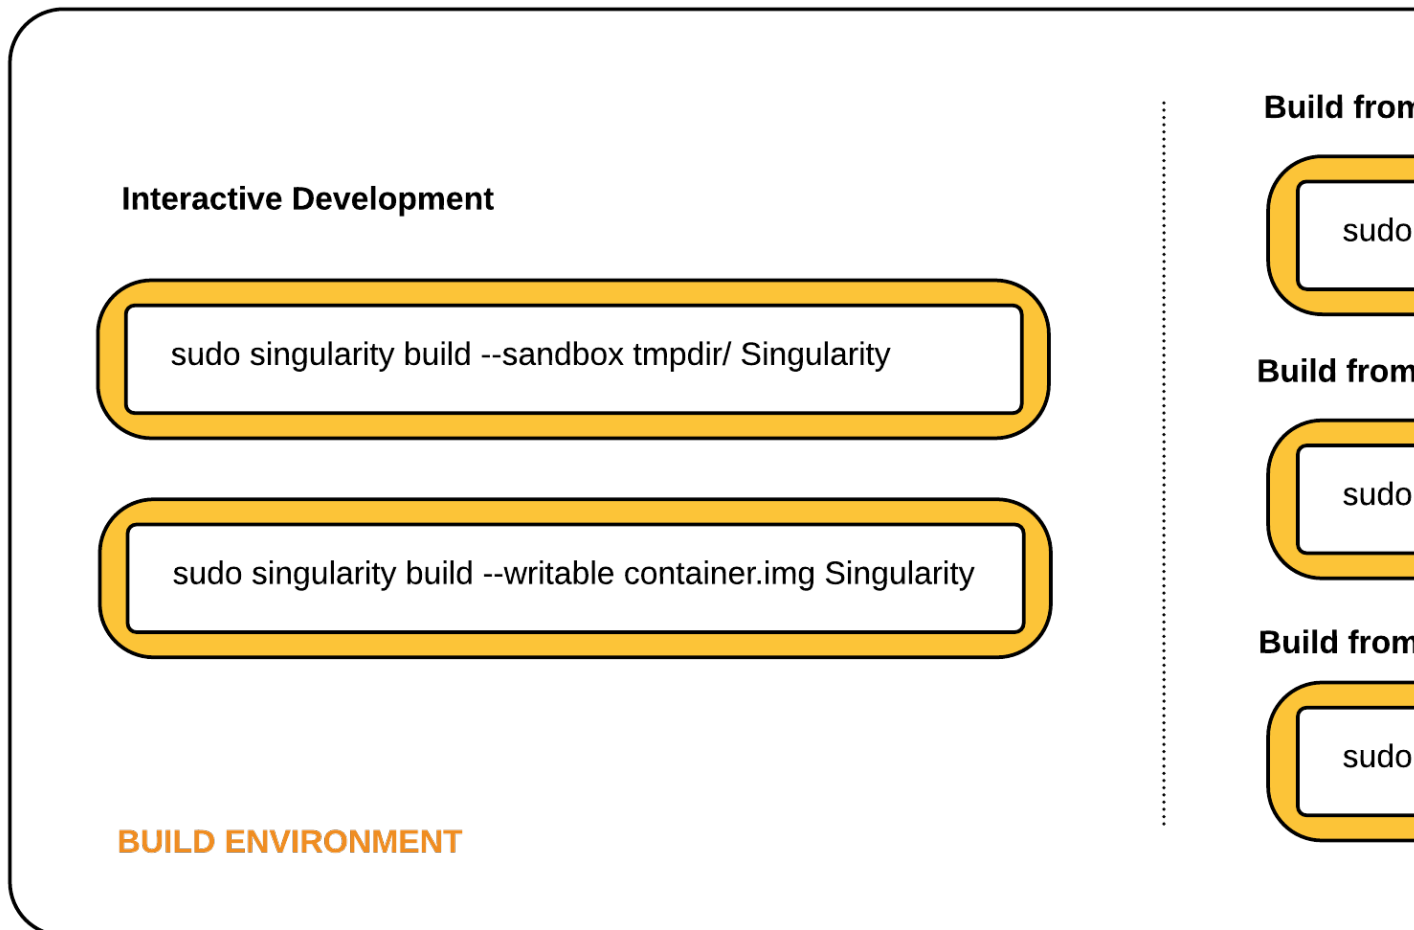 Interactive Development
sudo singularity build --sandbox tmpdir/ Singularity
sudo singularity build --writable container.img Singularity
BUILD ENVIRONMENT
Build from
sudo
Build from
sudo
Build from
sudo